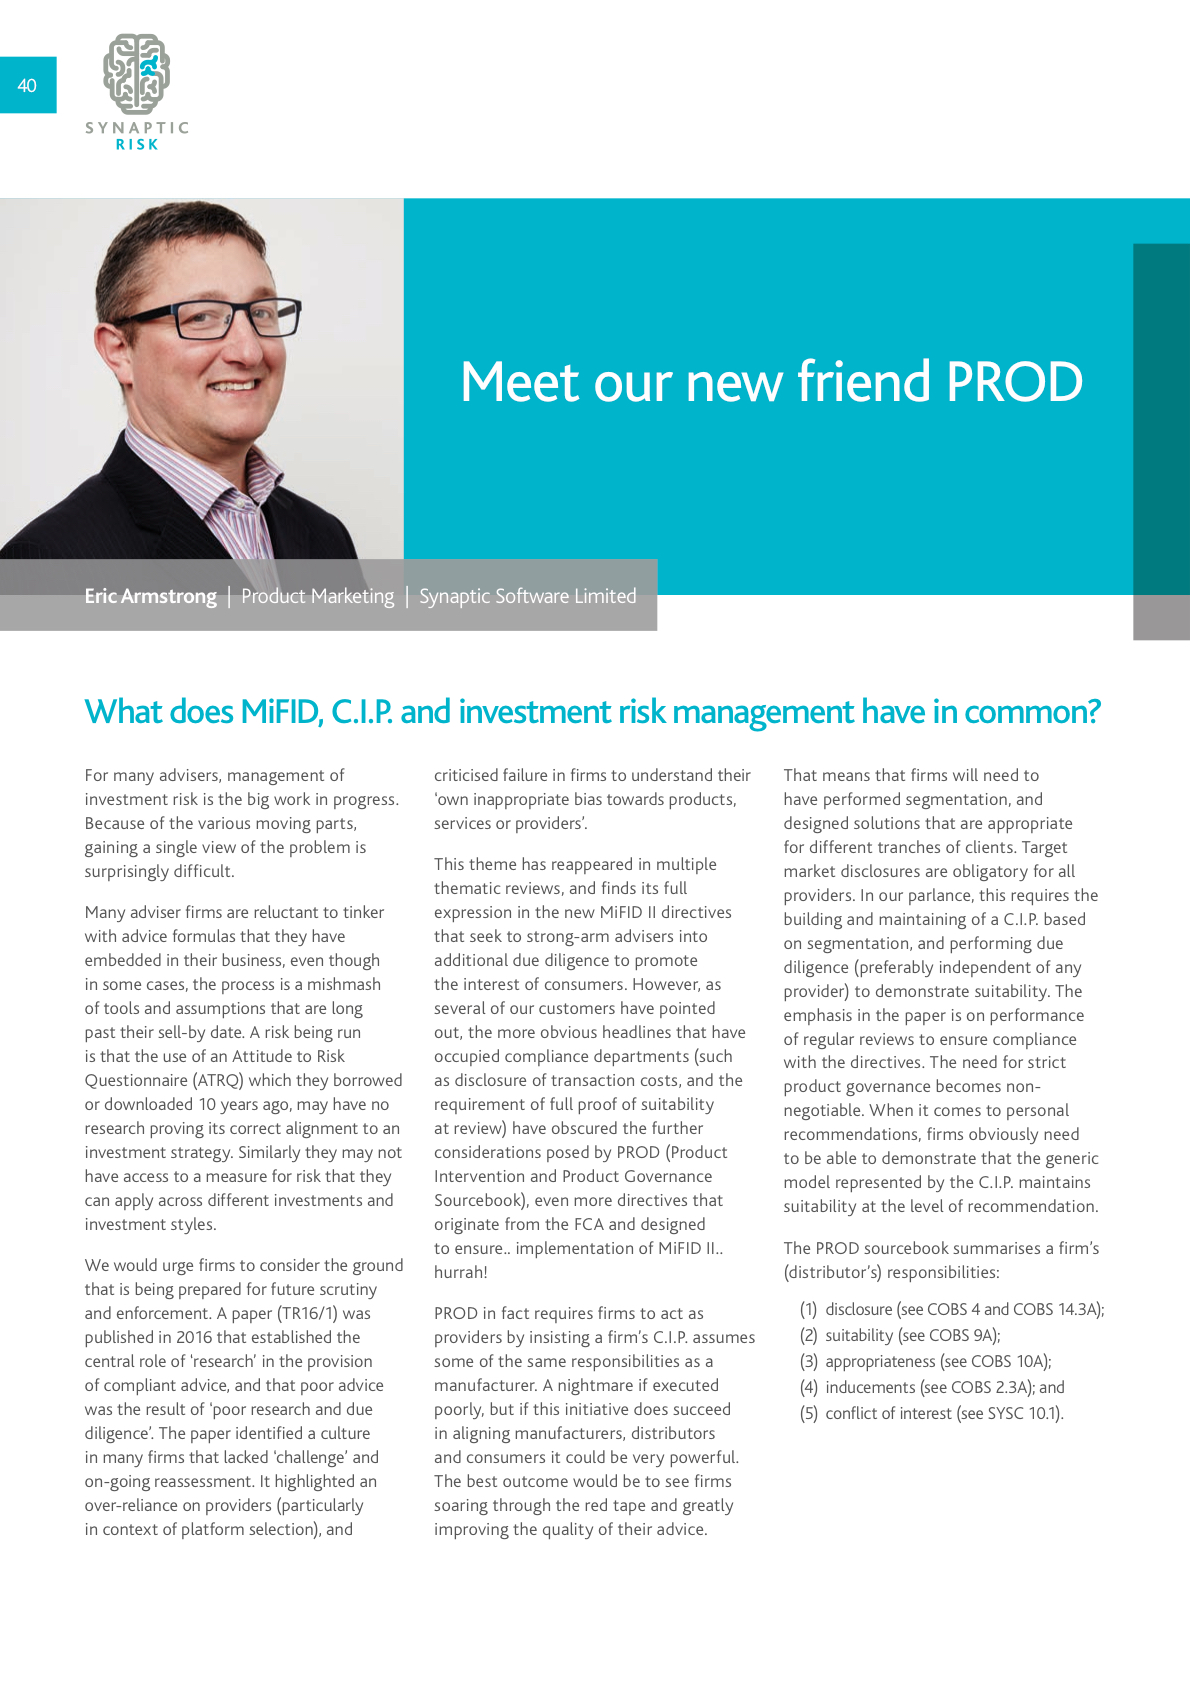 40
SYNAPTIC
RISK
Meet our new friend PROD
Eric Armstrong | Product Marketing | Synaptic Software Limited
What does MiFID, C.I.P. and investment risk management have in common?
For many advisers, management of
investment risk is the big work in progress.
Because of the various moving parts,
gaining a single view of the problem is
surprisingly difficult.
Many adviser firms are reluctant to tinker
with advice formulas that they have
embedded in their business, even though
in some cases, the process is a mishmash
of tools and assumptions that are long
past their sell-by date. A risk being run
is that the use of an Attitude to Risk
Questionnaire (ATRQ) which they borrowed
or downloaded 10 years ago, may have no
research proving its correct alignment to an
investment strategy. Similarly they may not
have access to a measure for risk that they
can apply across different investments and
investment styles.
We would urge firms to consider the ground
that is being prepared for future scrutiny
and enforcement. A paper (TR16/1) was
published in 2016 that established the
central role of ‘research’ in the provision
of compliant advice, and that poor advice
was the result of ‘poor research and due
diligence’. The paper identified a culture
in many firms that lacked ‘challenge’ and
on-going reassessment. It highlighted an
over-reliance on providers (particularly
in context of platform selection), and
criticised failure in firms to understand their
‘own inappropriate bias towards products,
services or providers’.
This theme has reappeared in multiple
thematic reviews, and finds its full
expression in the new MiFID II directives
that seek to strong-arm advisers into
additional due diligence to promote
the interest of consumers. However, as
several of our customers have pointed
out, the more obvious headlines that have
occupied compliance departments (such
as disclosure of transaction costs, and the
requirement of full proof of suitability
at review) have obscured the further
considerations posed by PROD (Product
Intervention and Product Governance
Sourcebook), even more directives that
originate from the FCA and designed
to ensure.. implementation of MiFID II..
hurrah!
PROD in fact requires firms to act as
providers by insisting a firm’s C.I.P. assumes
some of the same responsibilities as a
manufacturer. A nightmare if executed
poorly, but if this initiative does succeed
in aligning manufacturers, distributors
and consumers it could be very powerful.
The best outcome would be to see firms
soaring through the red tape and greatly
improving the quality of their advice.
That means that firms will need to
have performed segmentation, and
designed solutions that are appropriate
for different tranches of clients. Target
market disclosures are obligatory for all
providers. In our parlance, this requires the
building and maintaining of a C.I.P. based
on segmentation, and performing due
diligence (preferably independent of any
provider) to demonstrate suitability. The
emphasis in the paper is on performance
of regular reviews to ensure compliance
with the directives. The need for strict
product governance becomes non-
negotiable. When it comes to personal
recommendations, firms obviously need
to be able to demonstrate that the generic
model represented by the C.I.P. maintains
suitability at the level of recommendation.
The PROD sourcebook summarises a firm’s
(distributor’s) responsibilities:
(1) disclosure (see COBS 4 and COBS 14.3A);
(2) suitability (see COBS 9A);
(3) appropriateness (see COBS 10A);
(4) inducements (see COBS 2.3A); and
(5) conflict of interest (see SYSC 10.1).